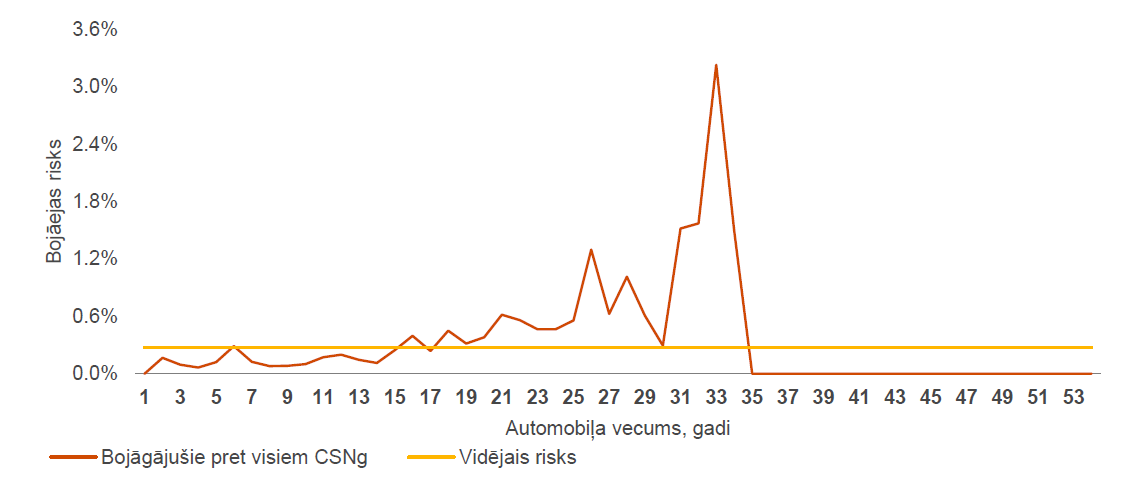 3.6%
3.0%
2.4%
1.8%
1.2%
0.6%
0.0%
Bojāejas risks
1 3 5 7 9 11 13 15 17 19 21 23 25 27 29 31 33 35 37 39 41 43 45 47 49 51 53
Automobiļa vecums, gadi
Bojāgājušie pret visiem CSNg
Vidējais risks